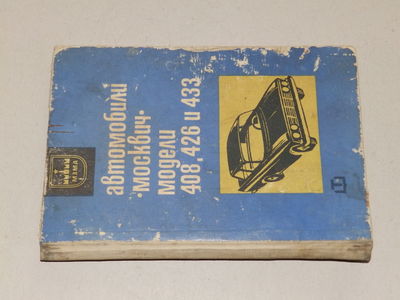 автомобили
«москвич»
модели
408, 426 и 433